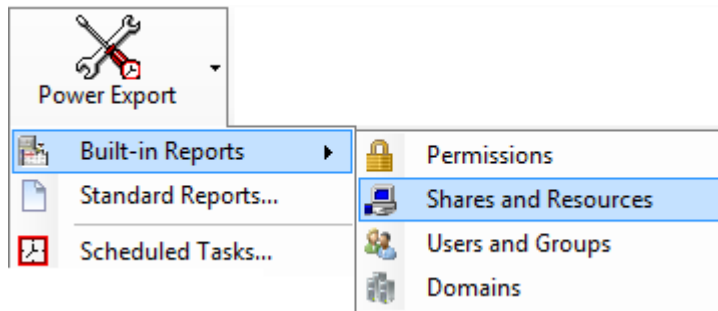 Power Export
Built-in Reports
Standard Reports...
Scheduled Tasks...
Permissions
Shares and Resources
Users and Groups
Domains